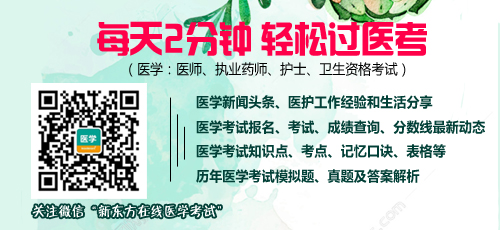 每天2分钟 轻松过医考
（医学：医师、执业药师、护士、卫生资格考试）
医学新闻头条、医护工作经验和生活分享
医学考试报名、考试、成绩查询、分数线最新动态
医学考试知识点、考点、记忆口诀、表格等
历年医学考试模拟题、真题及答案解析
医学
关注微信“新东方在线医学考试”